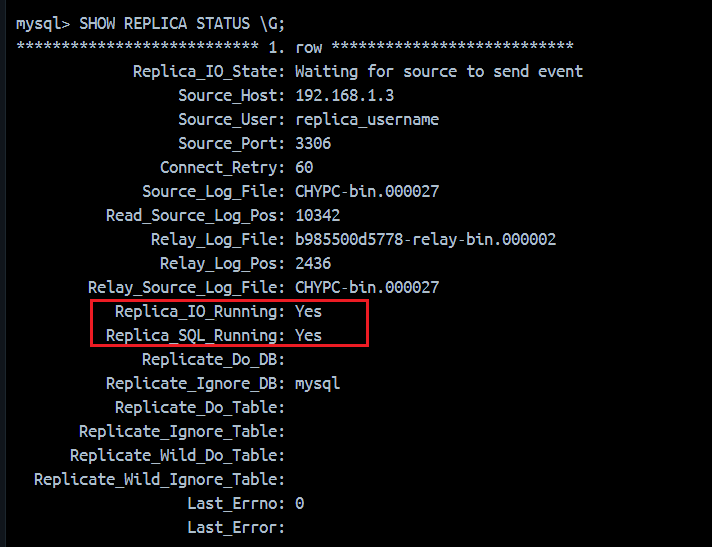 mysql> SHOW REPLICA STATUS \G;
*************************** 1. row ***************************
Replica_IO_State: Waiting for source to send event
Source_Host: 192.168.1.3
Source_User: replica_username
Source_Port: 3306
Connect_Retry: 60
Source_Log_File: CHYPC-bin.000027
Read_Source_Log_Pos: 10342
Relay_Log_File: b985500d5778-relay-bin.000002
Relay_Log_Pos: 2436
Relay_Source_Log_File: CHYPC-bin.000027
Replica_IO_Running: Yes
Replica_SQL_Running: Yes
Replicate_Do_DB:
Replicate_Ignore_DB: mysql
Replicate_Do_Table:
Replicate_Ignore_Table:
Replicate_Wild_Do_Table:
Replicate_Wild_Ignore_Table:
Last_Errno: 0
Last_Error: